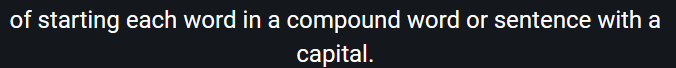 of starting each word in a compound word or sentence with a
capital.